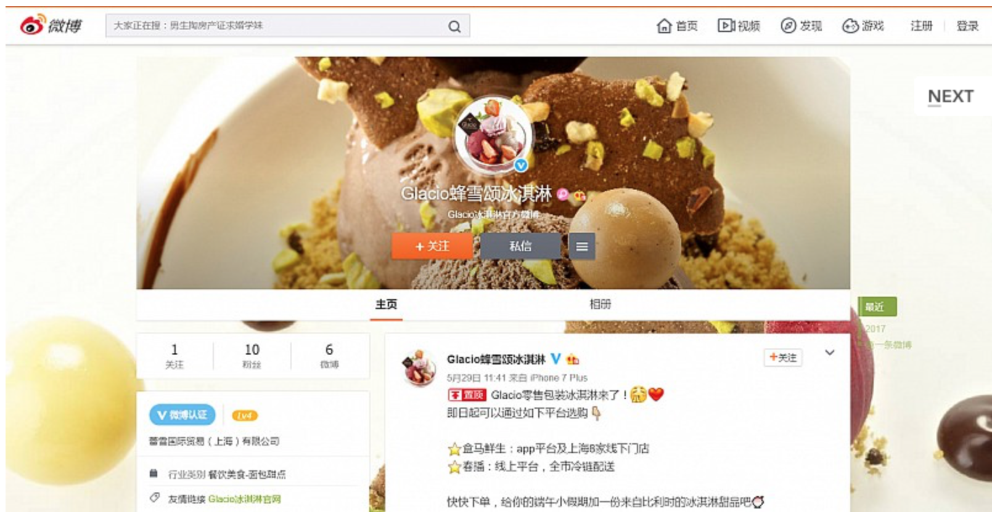 微博
大家正在搜：男生掏房产证求婚学妹
首页
视频
发现
游戏
注册
登录
NEXT
Glacio
Glacio蜂雪颂冰淇淋
Glacio冰淇淋官方微博
+关注
私信
主页
相册
最近
2017
第一条微博
1
关注
10
粉丝
6
微博
V 微博认证
Lv4
蕾雪国际贸易（上海）有限公司
行业类别 餐饮美食-面包甜点
友情链接 Glacio冰淇淋官网
Glacio蜂雪颂冰淇淋
+关注
5月29日 11:41 来自 iPhone 7 Plus
置顶 Glacio零售包装冰淇淋来了！
即日起可以通过如下平台选购
盒马鲜生：app平台及上海8家线下门店
春播：线上平台，全市冷链配送
快快下单，给你的端午小假期加一份来自比利时的冰淇淋甜品吧